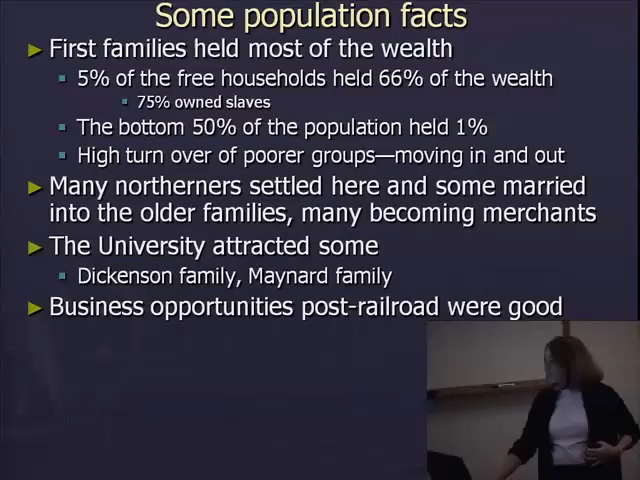 Some population facts
First families held most of the wealth
5% of the free households held 66% of the wealth
75% owned slaves
The bottom 50% of the population held 1%
High turn over of poorer groups—moving in and out
Many northerners settled here and some married
into the older families, many becoming merchants
The University attracted some
Dickenson family, Maynard family
Business opportunities post-railroad were good